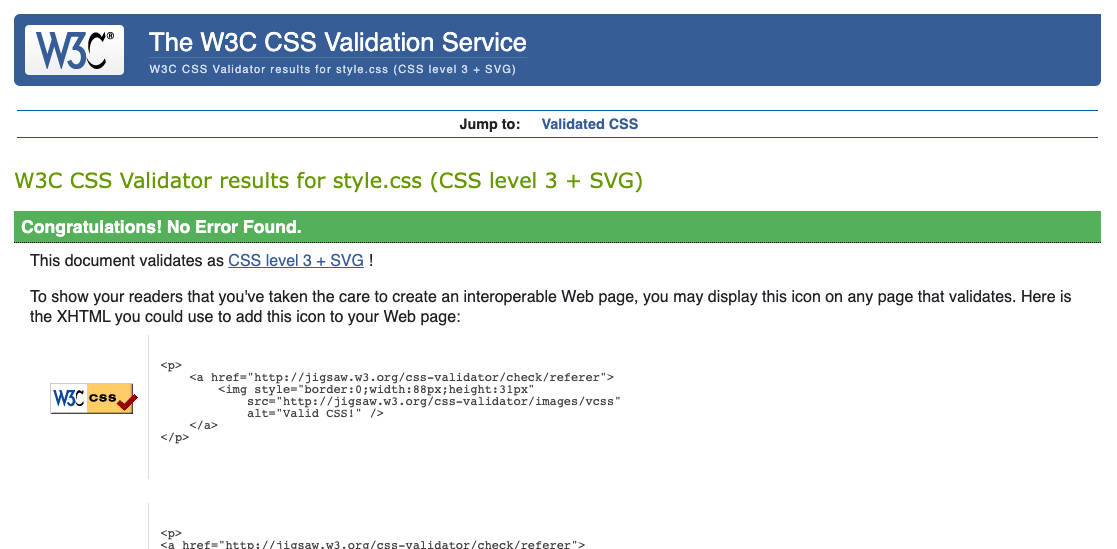 W3C®
The W3C CSS Validation Service
W3C CSS Validator results for style.css (CSS level 3 + SVG)
Jump to: Validated CSS
W3C CSS Validator results for style.css (CSS level 3 + SVG)
Congratulations! No Error Found.
This document validates as CSS level 3 + SVG !
To show your readers that you've taken the care to create an interoperable Web page, you may display this icon on any page that validates. Here is
the XHTML you could use to add this icon to your Web page:
W3C css
<p>
    <a href="http://jigsaw.w3.org/css-validator/check/referer">
        <img style="border:0;width:88px;height:31px"
            src="http://jigsaw.w3.org/css-validator/images/vcss"
            alt="Valid CSS!" />
    </a>
</p>
<p>
<a href="http://jigsaw.w3.org/css-validator/check/referer">